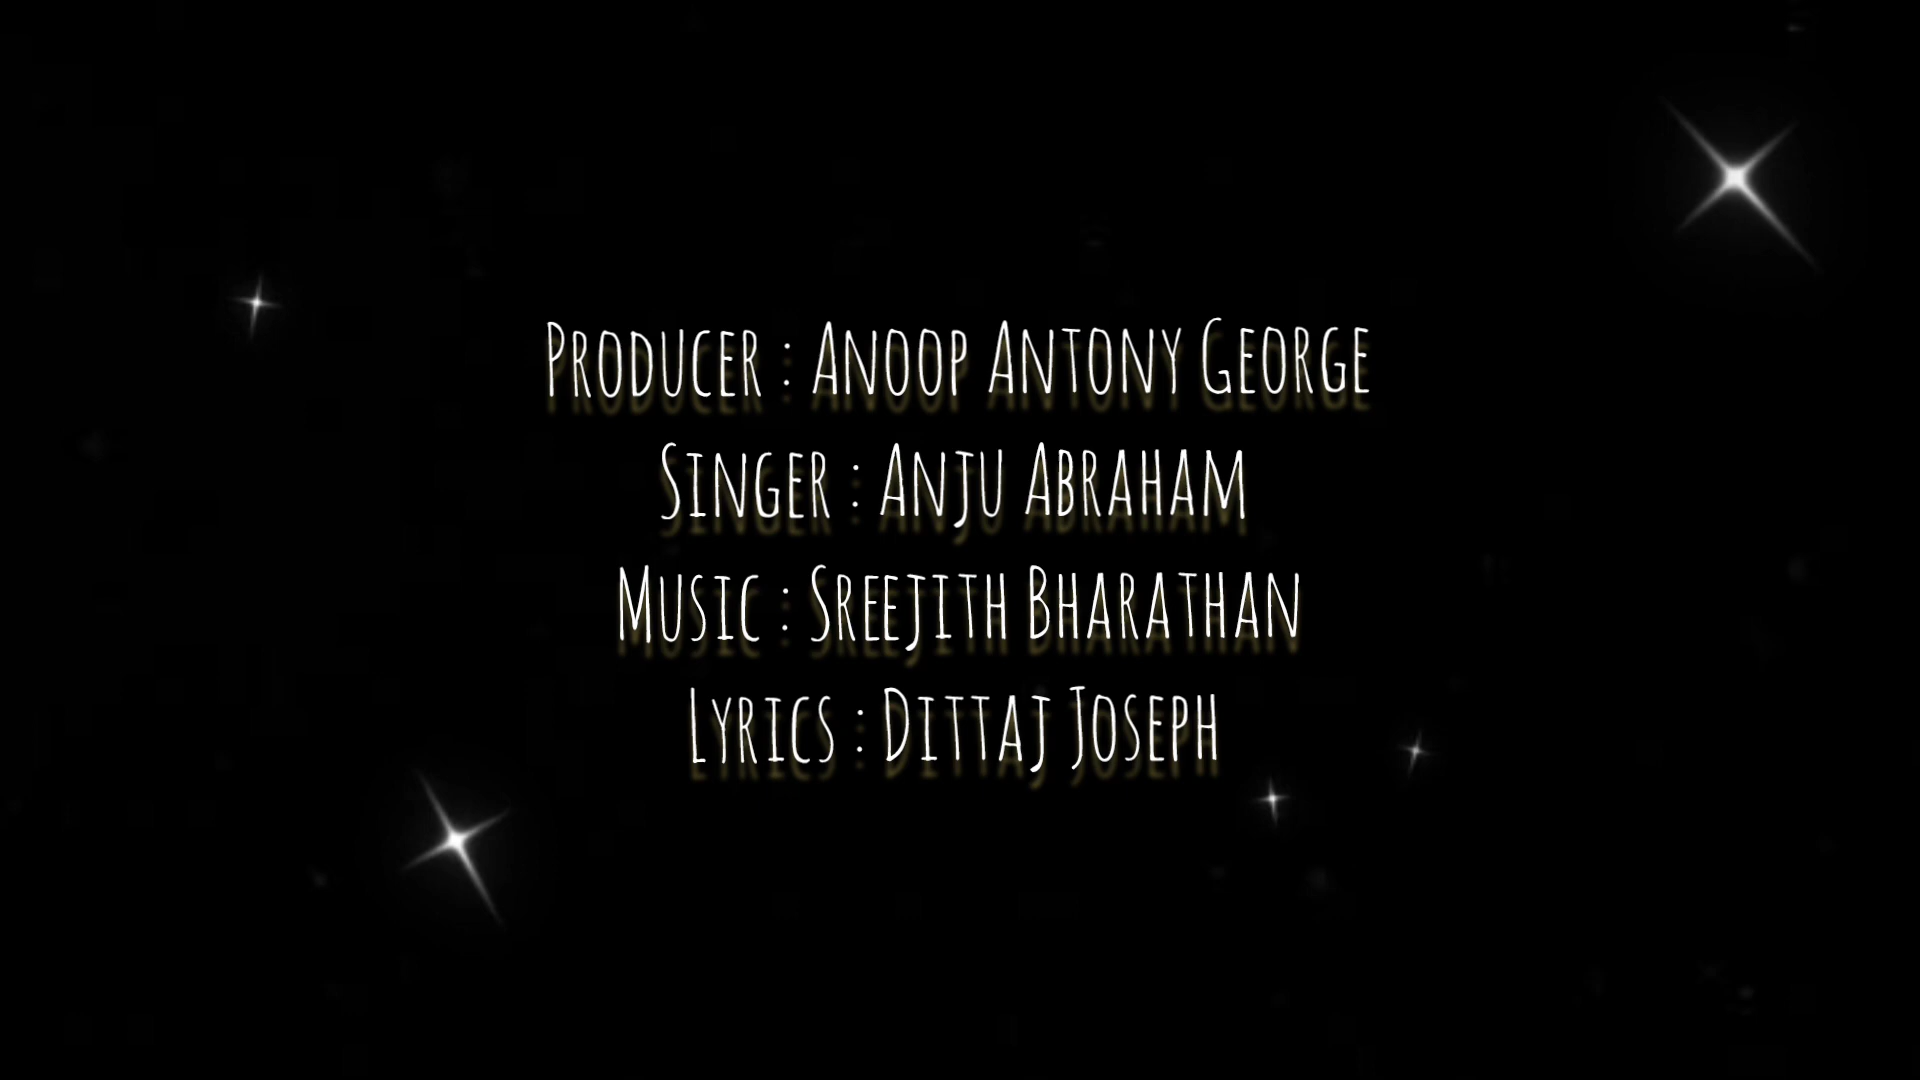 Producer : Anoop Antony George
Singer : Anju Abraham
Music : Sreejith Bharathan
Lyrics : Dittaj Joseph